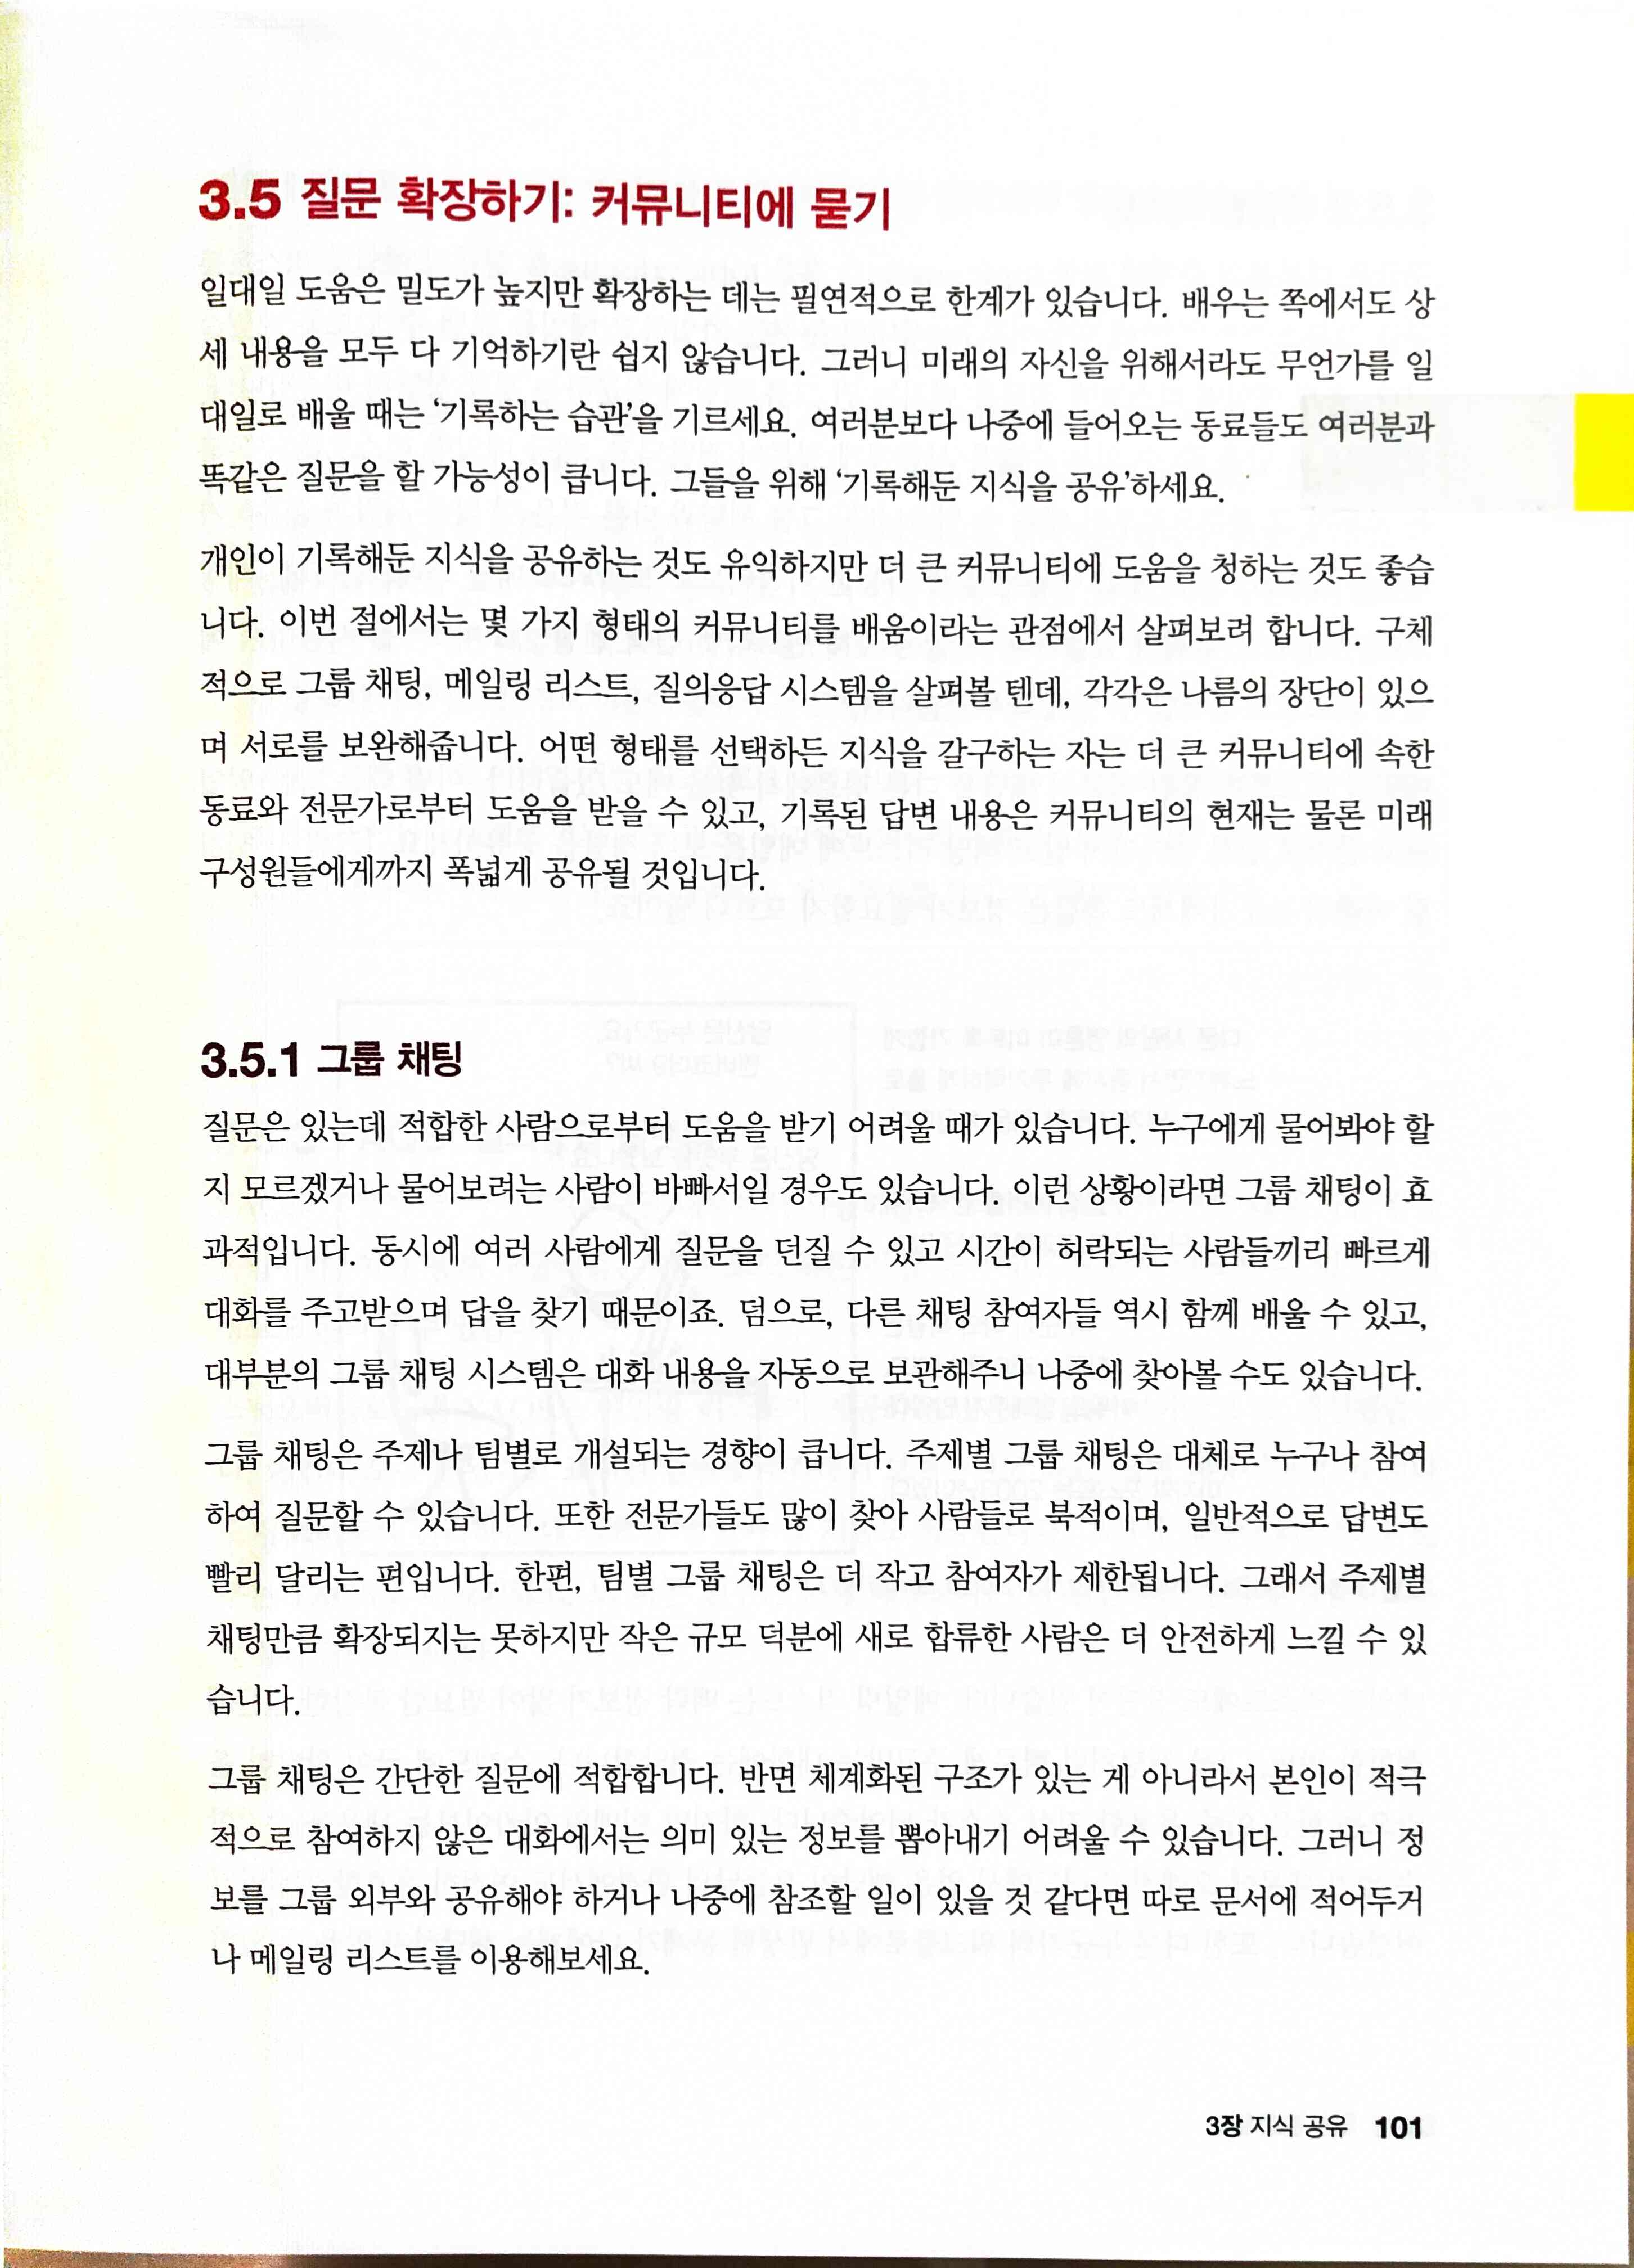 3.5 질문 확장하기: 커뮤니티에 묻기
일대일 도움은 밀도가 높지만 확장하는 데는 필연적으로 한계가 있습니다. 배우는 쪽에서도 상
세 내용을 모두 다 기억하기란 쉽지 않습니다. 그러니 미래의 자신을 위해서라도 무언가를 일
대일로 배울 때는 ‘기록하는 습관’을 기르세요. 여러분보다 나중에 들어오는 동료들도 여러분과
똑같은 질문을 할 가능성이 큽니다. 그들을 위해 ‘기록해둔 지식을 공유’하세요.
개인이 기록해둔 지식을 공유하는 것도 유익하지만 더 큰 커뮤니티에 도움을 청하는 것도 좋습
니다. 이번 절에서는 몇 가지 형태의 커뮤니티를 배움이라는 관점에서 살펴보려 합니다. 구체
적으로 그룹 채팅, 메일링 리스트, 질의응답 시스템을 살펴볼 텐데, 각각은 나름의 장단이 있으
며 서로를 보완해줍니다. 어떤 형태를 선택하든 지식을 갈구하는 자는 더 큰 커뮤니티에 속한
동료와 전문가로부터 도움을 받을 수 있고, 기록된 답변 내용은 커뮤니티의 현재는 물론 미래
구성원들에게까지 폭넓게 공유될 것입니다.
3.5.1 그룹 채팅
질문은 있는데 적합한 사람으로부터 도움을 받기 어려울 때가 있습니다. 누구에게 물어봐야 할
지 모르겠거나 물어보려는 사람이 바빠서일 경우도 있습니다. 이런 상황이라면 그룹 채팅이 효
과적입니다. 동시에 여러 사람에게 질문을 던질 수 있고 시간이 허락되는 사람들끼리 빠르게
대화를 주고받으며 답을 찾기 때문이죠. 덤으로, 다른 채팅 참여자들 역시 함께 배울 수 있고,
대부분의 그룹 채팅 시스템은 대화 내용을 자동으로 보관해주니 나중에 찾아볼 수도 있습니다.
그룹 채팅은 주제나 팀별로 개설되는 경향이 큽니다. 주제별 그룹 채팅은 대체로 누구나 참여
하여 질문할 수 있습니다. 또한 전문가들도 많이 찾아 사람들로 북적이며, 일반적으로 답변도
빨리 달리는 편입니다. 한편, 팀별 그룹 채팅은 더 작고 참여자가 제한됩니다. 그래서 주제별
채팅만큼 확장되지는 못하지만 작은 규모 덕분에 새로 합류한 사람은 더 안전하게 느낄 수 있
습니다.
그룹 채팅은 간단한 질문에 적합합니다. 반면 체계화된 구조가 있는 게 아니라서 본인이 적극
적으로 참여하지 않은 대화에서는 의미 있는 정보를 뽑아내기 어려울 수 있습니다. 그러니 정
보를 그룹 외부와 공유해야 하거나 나중에 참조할 일이 있을 것 같다면 따로 문서에 적어두거
나 메일링 리스트를 이용해보세요.
3장 지식 공유 101